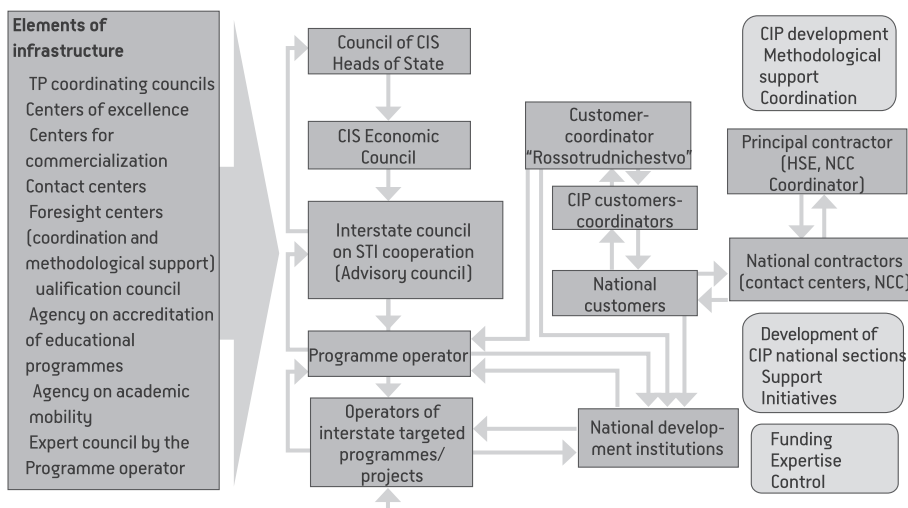 Elements of
infrastructure
TP coordinating councils
Centers of excellence
Centers for
commercialization
Contact centers
Foresight centers
(coordination and
methodological support)
ualification council
Agency on accreditation
of educational
programmes
Agency on academic
mobility
Expert council by the
Programme operator
Council of CIS
Heads of State
CIS Economic
Council
Interstate council
on STI cooperation
(Advisory council)
Programme operator
Operators of
interstate targeted
programmes/
projects
Customer-
coordinator
“Rossotrudnichestvo”
CIP customers-
coordinators
National
customers
National develop-
ment institutions
CIP development
Methodological
support
Coordination
Principal contractor
(HSE, NCC
Coordinator)
National contractors
(contact centers, NCC)
Development of
CIP national sections
Support
Initiatives
Funding
Expertise
Control